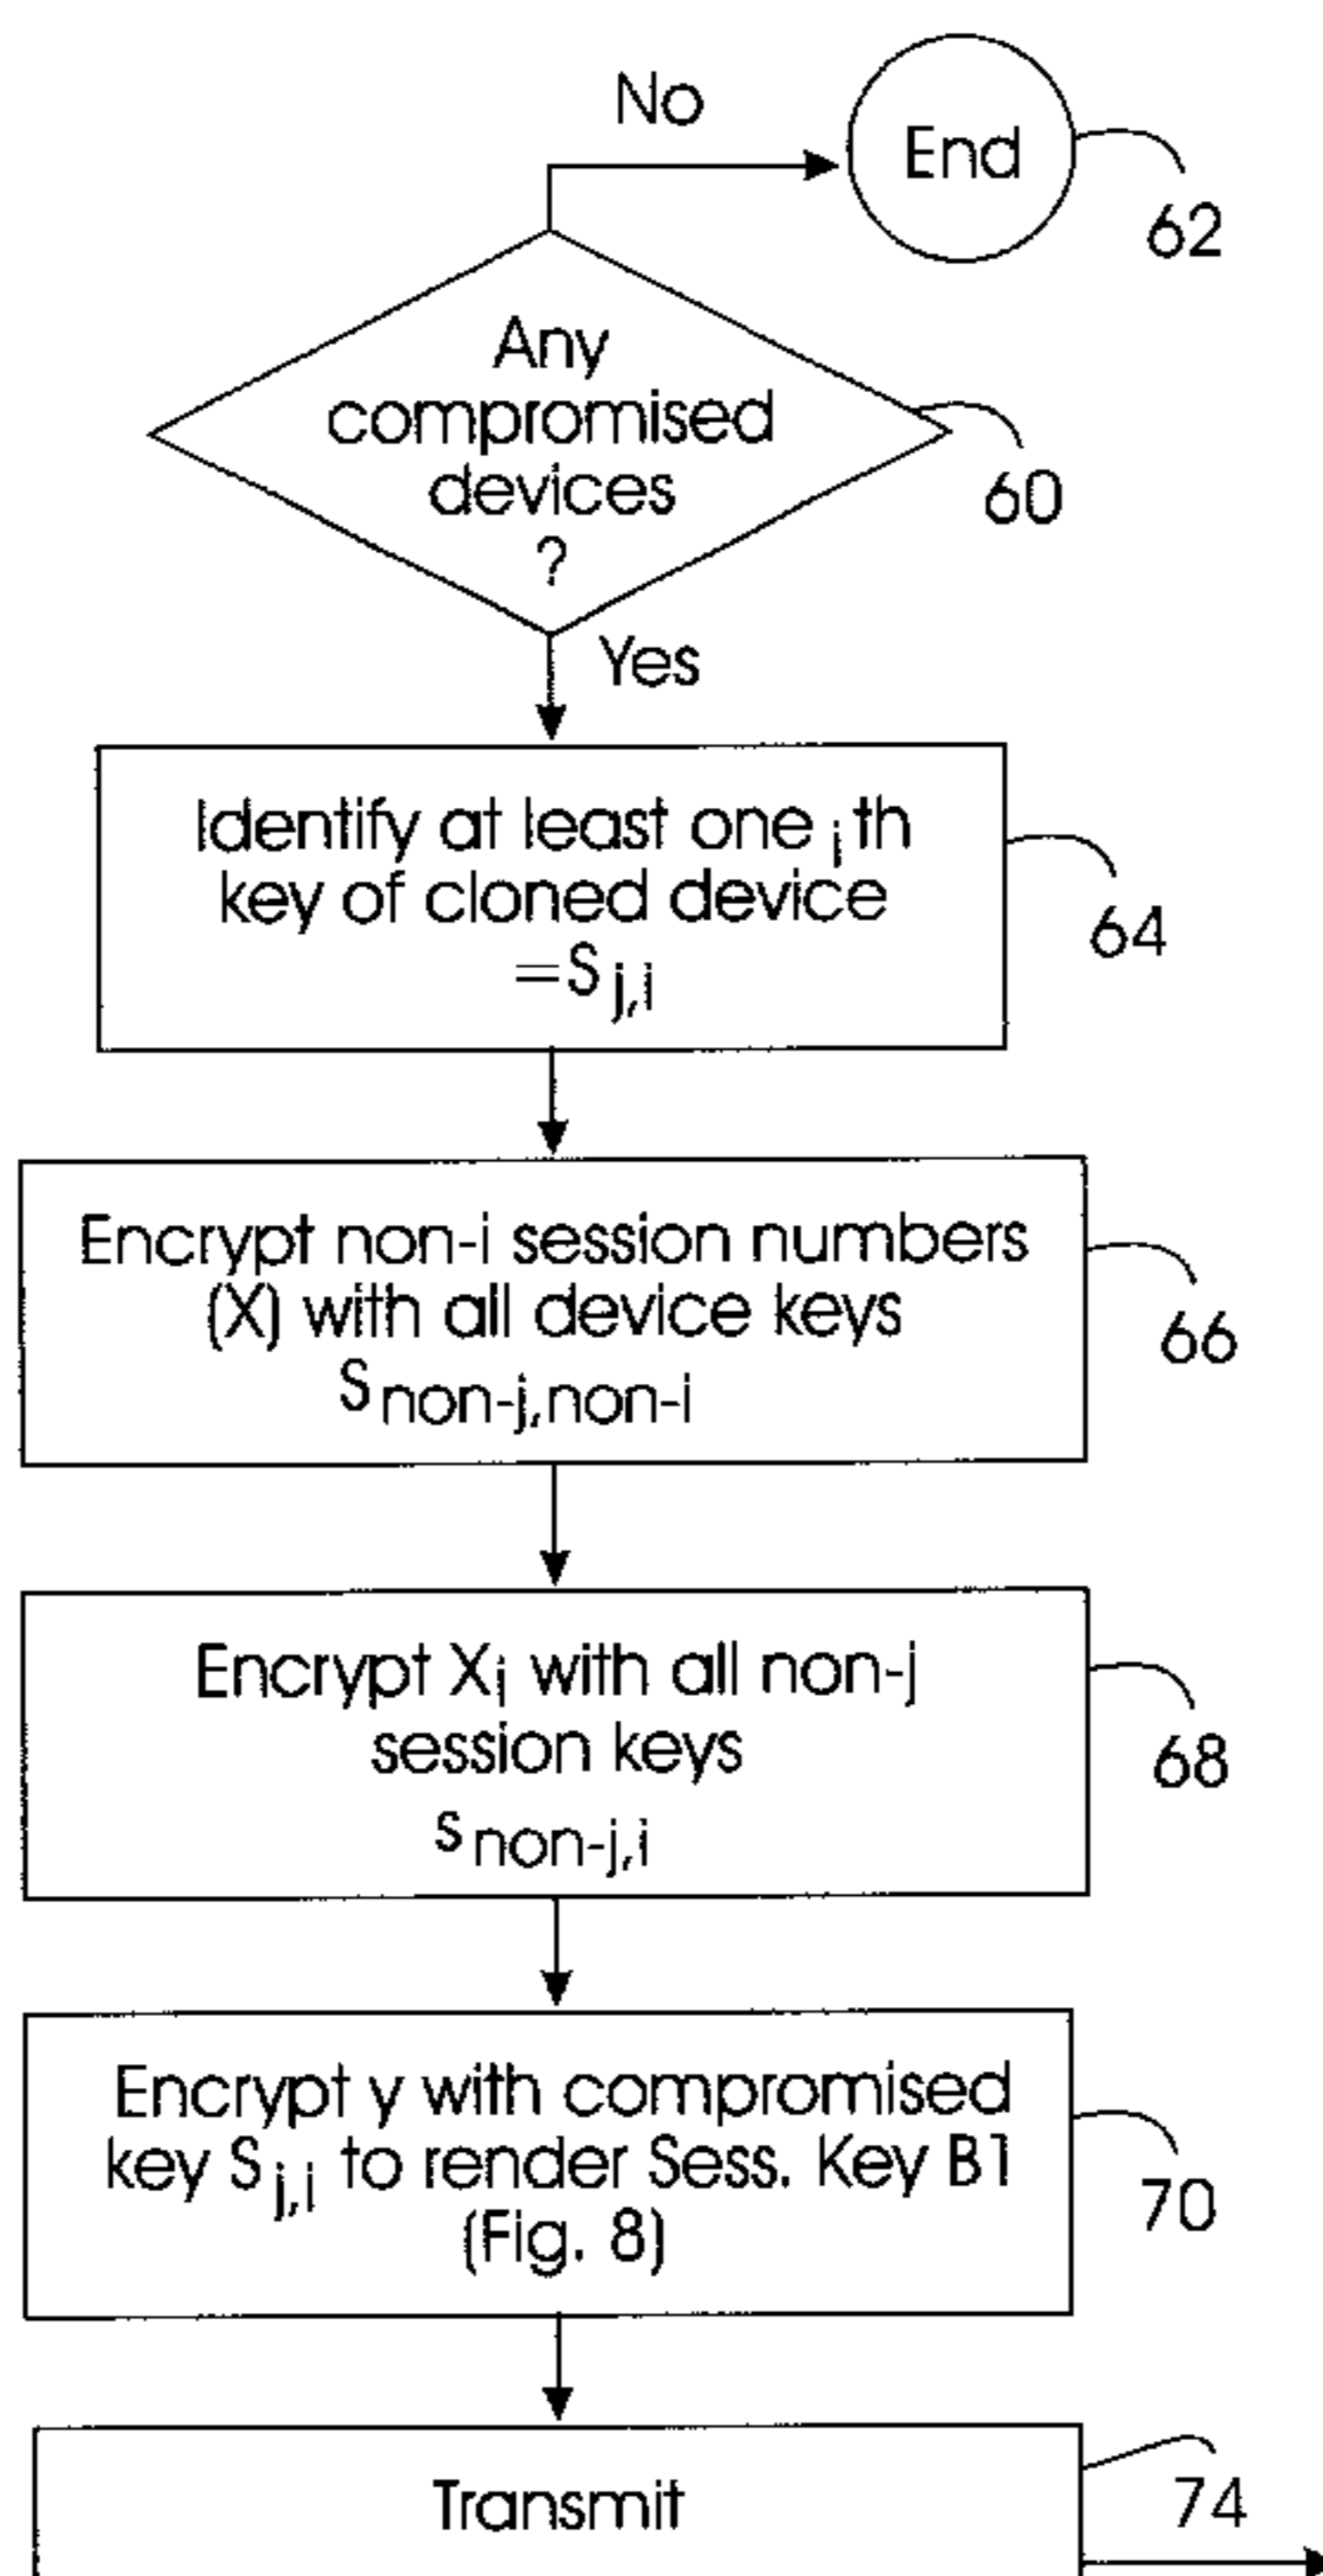 No
End
62
Any
compromised
devices
?
60
Yes
Identify at least one i th
key of cloned device
=S j,i
64
Encrypt non-i session numbers
(X) with all device keys
S non-j,non-i
66
Encrypt Xi with all non-j
session keys
s non-j,i
68
Encrypt y with compromised
key S j,i to render Sess. Key B1
(Fig. 8)
70
Transmit
74